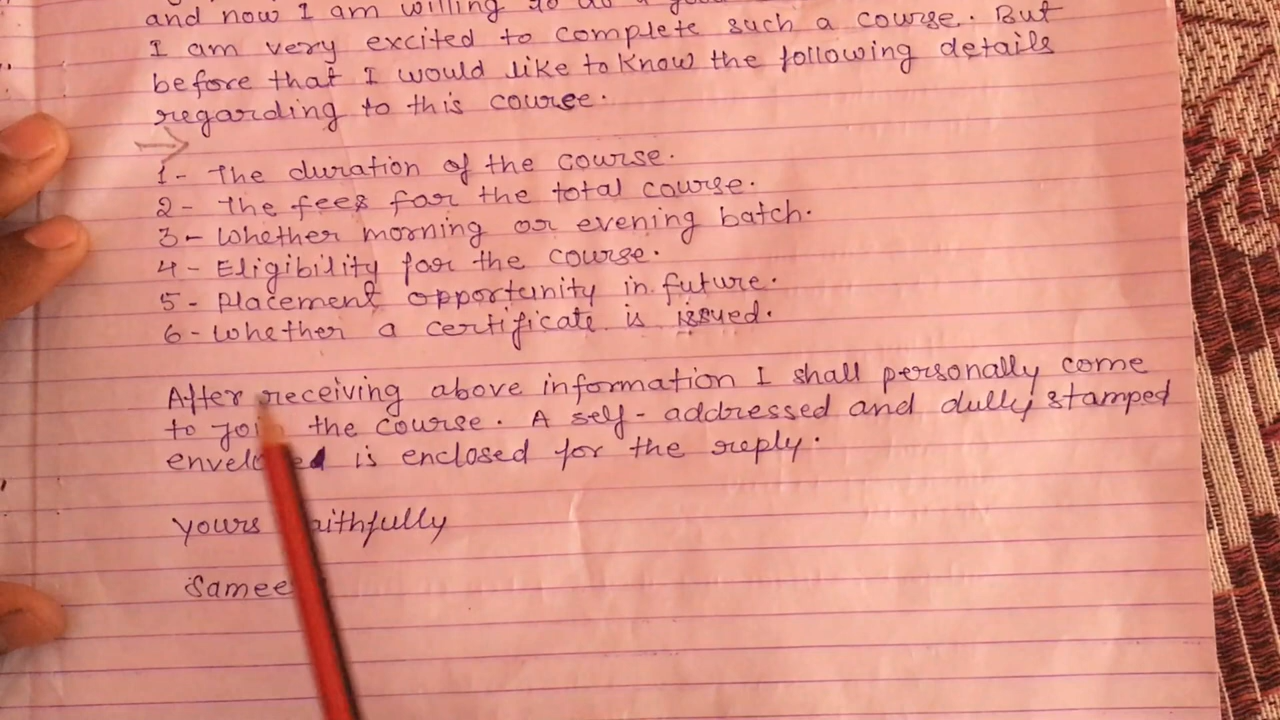 and now I am willing to do a
I am very excited to complete such a course. But
before that I would like to know the following details
regarding to this course.
1- The duration of the course.
2- The fees for the total course.
3- Whether morning or evening batch.
4- Eligibility for the course.
5- Placement opportunity in future.
6- Whether a certificate is issued.
After receiving above information I shall personally come
to join the course. A self-addressed and dully stamped
is enclosed for the reply.
yours faithfully